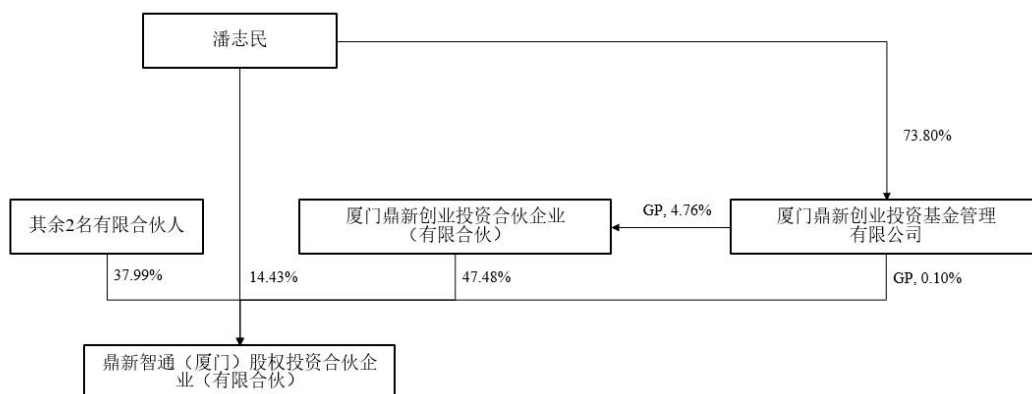 潘志民
73.80%
其余2名有限合伙人
厦门鼎新创业投资合伙企业
（有限合伙）
GP, 4.76%
厦门鼎新创业投资基金管理
有限公司
37.99%
14.43%
47.48%
GP, 0.10%
鼎新智通（厦门）股权投资合伙企
业（有限合伙）